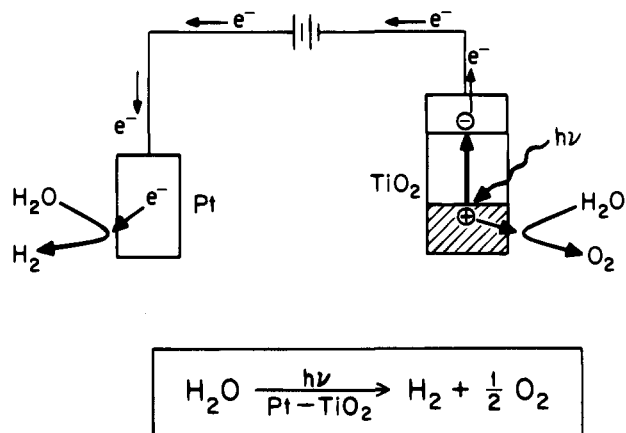 e⁻ e⁻
e⁻
e⁻
hν
TiO₂
H₂O e⁻ Pt H₂O
H₂ O₂
H₂O hν/Pt-TiO₂ → H₂ + 1/2 O₂